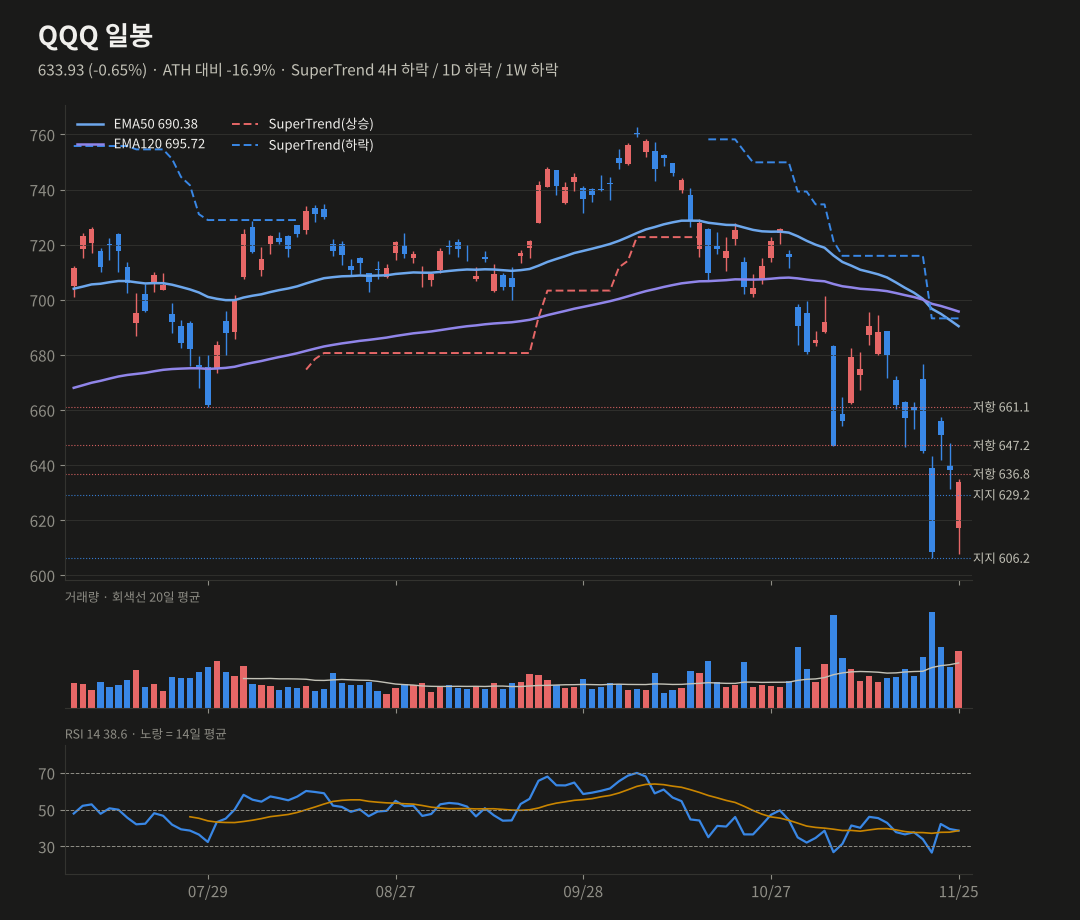 QQQ 일봉
633.93 (-0.65%) · ATH 대비 -16.9% · SuperTrend 4H 하락 / 1D 하락 / 1W 하락
EMA50 690.38
SuperTrend(상승)
EMA120 695.72
SuperTrend(하락)
760
740
720
700
680
660
640
620
600
저항 661.1
저항 647.2
저항 636.8
지지 629.2
지지 606.2
거래량 · 회색선 20일 평균
RSI 14 38.6 · 노랑 = 14일 평균
70
50
30
07/29
08/27
09/28
10/27
11/25